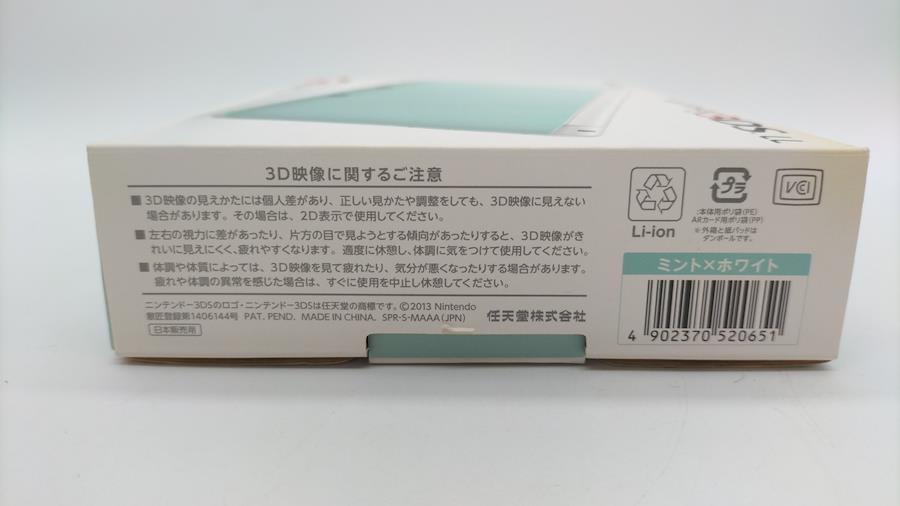 3DS LL
3D映像に関するご注意
■ 3D映像の見えかたには個人差があり、正しい見かたや調整をしても、3D映像に見えない
場合があります。その場合は、2D表示で使用してください。
■ 左右の視力に差があったり、片方の目で見ようとする傾向があったりすると、3D映像がき
れいに見えにくく、疲れやすくなります。適度に休憩し、体調に気をつけて使用してください。
■ 体調や体質によっては、3D映像を見て疲れたり、気分が悪くなったりする場合があります。
疲れや体調の異常を感じた場合は、すぐに使用を中止し休憩してください。
ニンテンドー3DSのロゴ・ニンテンドー3DSは任天堂の商標です。©2013 Nintendo
意匠登録第1406144号 PAT. PEND. MADE IN CHINA. SPR-S-MAAA(JPN)
任天堂株式会社
日本販売剤
Li-ion
プラ
:本体用ポリ袋(PE)
ARカード用ポリ袋(PP)
※外箱と紙パッドは
ダンボールです。
VCI
ミント×ホワイト
4 902370 520651